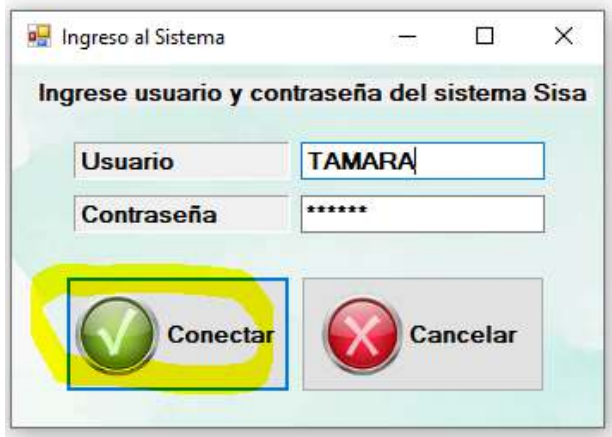 Ingreso al Sistema
Ingrese usuario y contraseña del sistema Sisa
Usuario TAMARA
Contraseña ******
Conectar Cancelar